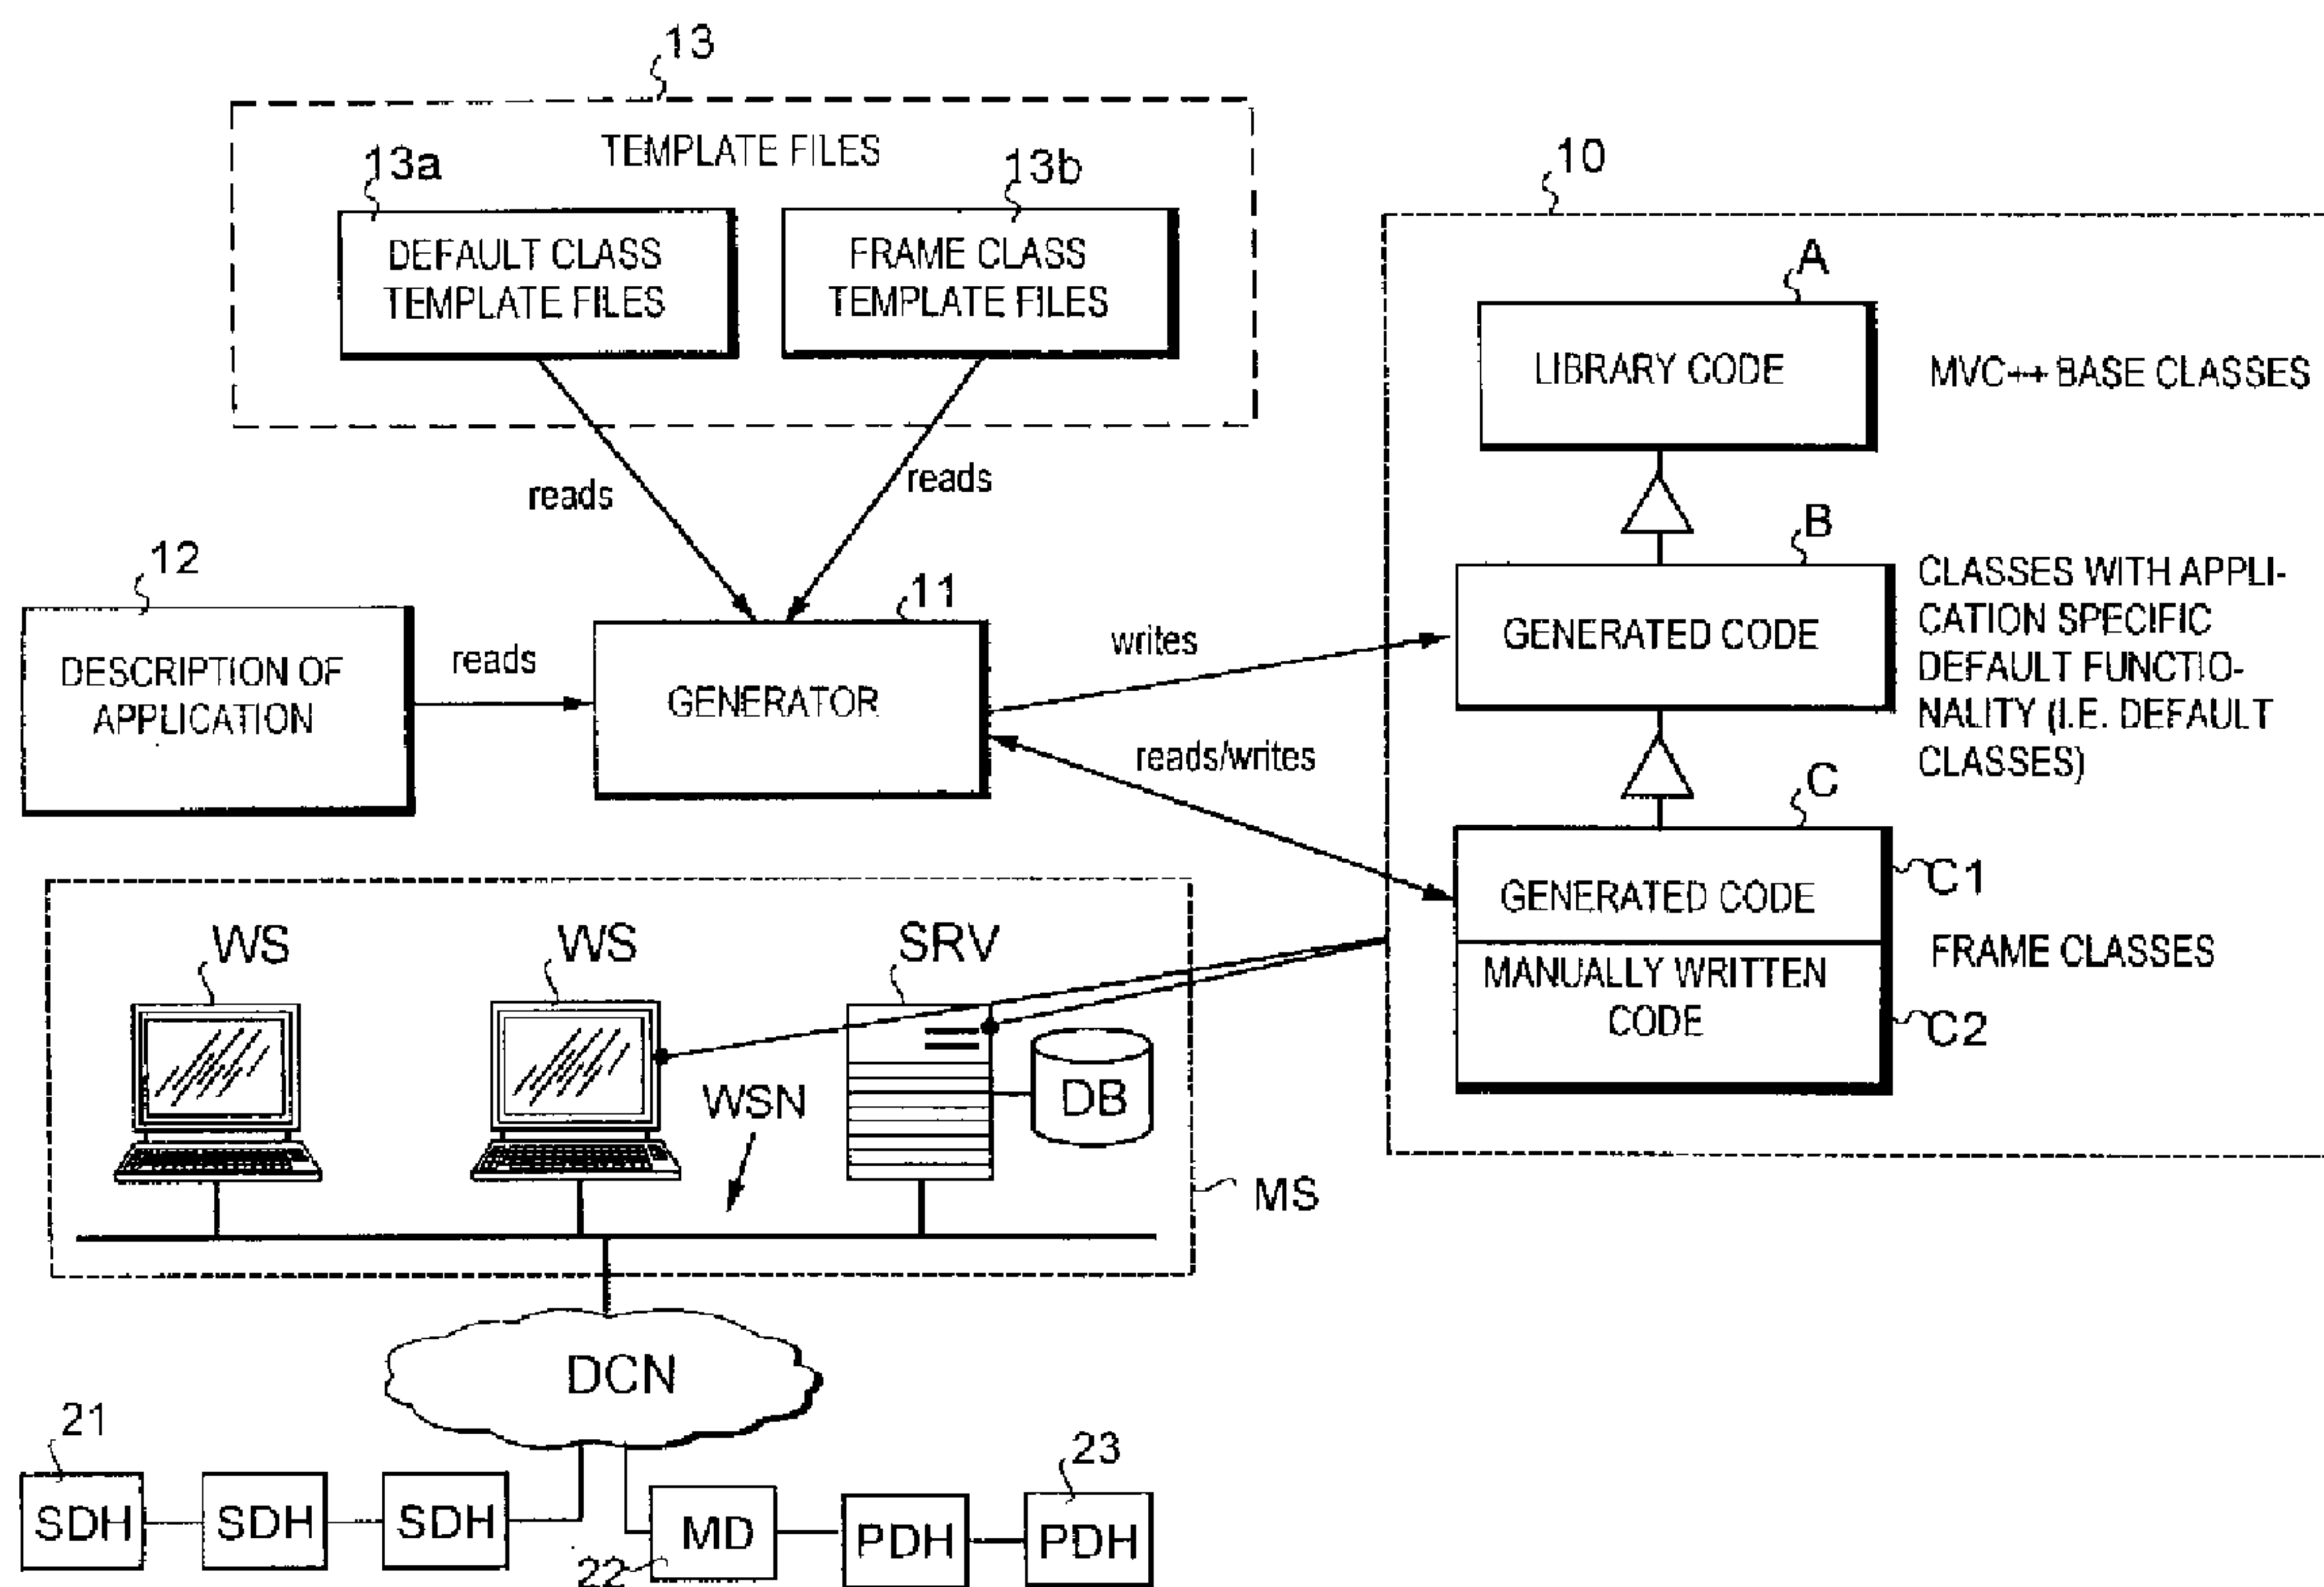 13
TEMPLATE FILES
13a
13b
DEFAULT CLASS
TEMPLATE FILES
FRAME CLASS
TEMPLATE FILES
reads
reads
12
DESCRIPTION OF
APPLICATION
reads
11
GENERATOR
writes
reads/writes
10
A
LIBRARY CODE
MVC++ BASE CLASSES
B
GENERATED CODE
CLASSES WITH APPLI-
CATION SPECIFIC
DEFAULT FUNCTIO-
NALITY (I.E. DEFAULT
CLASSES)
C
GENERATED CODE
C1
FRAME CLASSES
MANUALLY WRITTEN
CODE
C2
WS
WS
SRV
WSN
DB
MS
DCN
21
SDH
SDH
SDH
MD
22
PDH
23
PDH